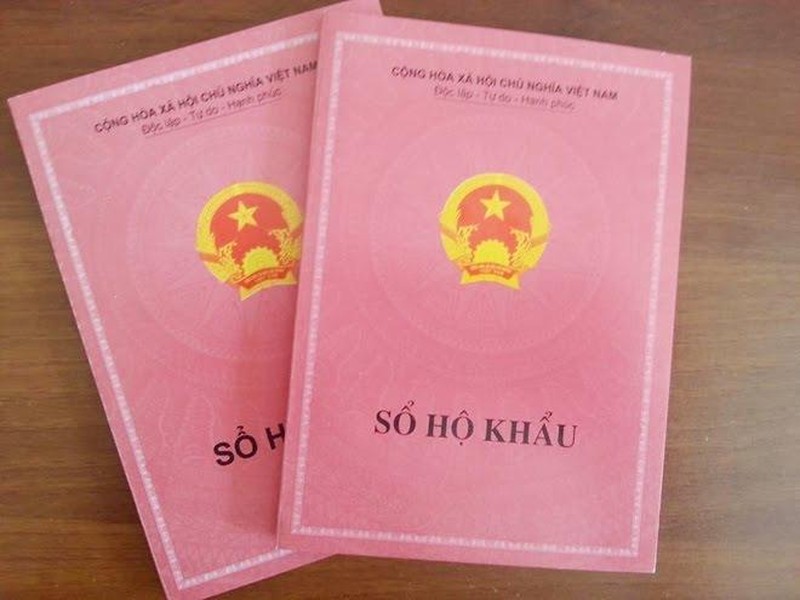 CỘNG HÒA XÃ HỘI CHỦ NGHĨA VIỆT NAM
Độc lập - Tự do - Hạnh phúc
SỔ H
CỘNG HÒA XÃ HỘI CHỦ NGHĨA VIỆT NAM
Độc lập - Tự do - Hạnh phúc
SỔ HỘ KHẨU